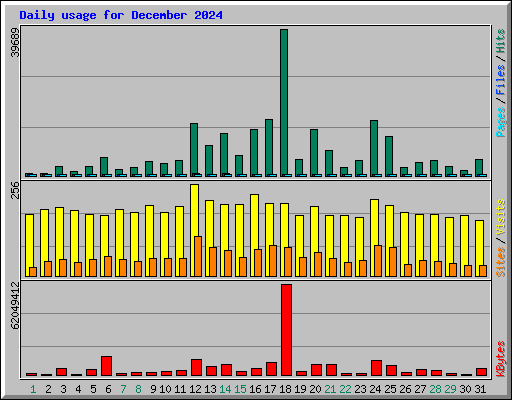 Daily usage for December 2024
39689
Pages / Files / Hits
256
Sites / Visits
62049412
KBytes
1 2 3 4 5 6 7 8 9 10 11 12 13 14 15 16 17 18 19 20 21 22 23 24 25 26 27 28 29 30 31